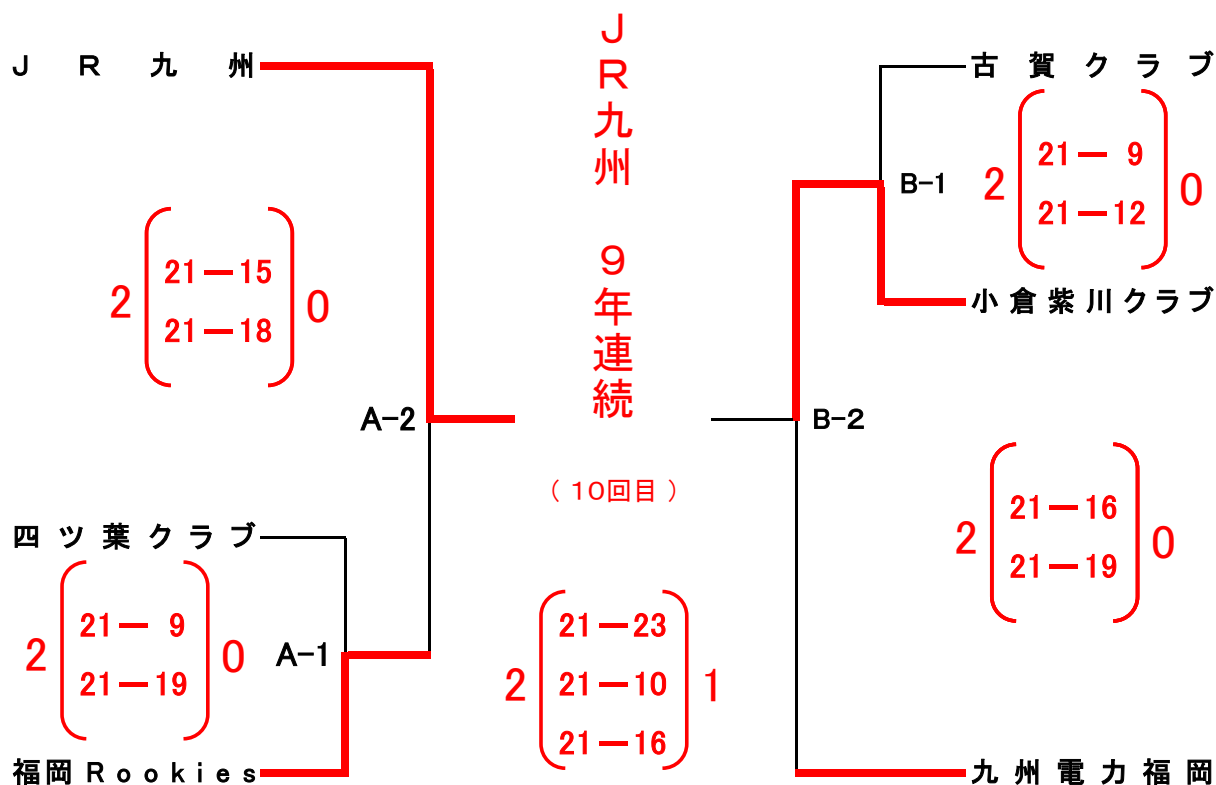 JR九州
JR九州 9年連続
(10回目)
古賀クラブ
B-1
2
21― 9
21―12
0
小倉紫川クラブ
2
21―15
21―18
0
A-2
B-2
四ツ葉クラブ
2
21― 9
21―19
0
A-1
福岡Rookies
2
21―23
21―10
21―16
1
2
21―16
21―19
0
九州電力福岡